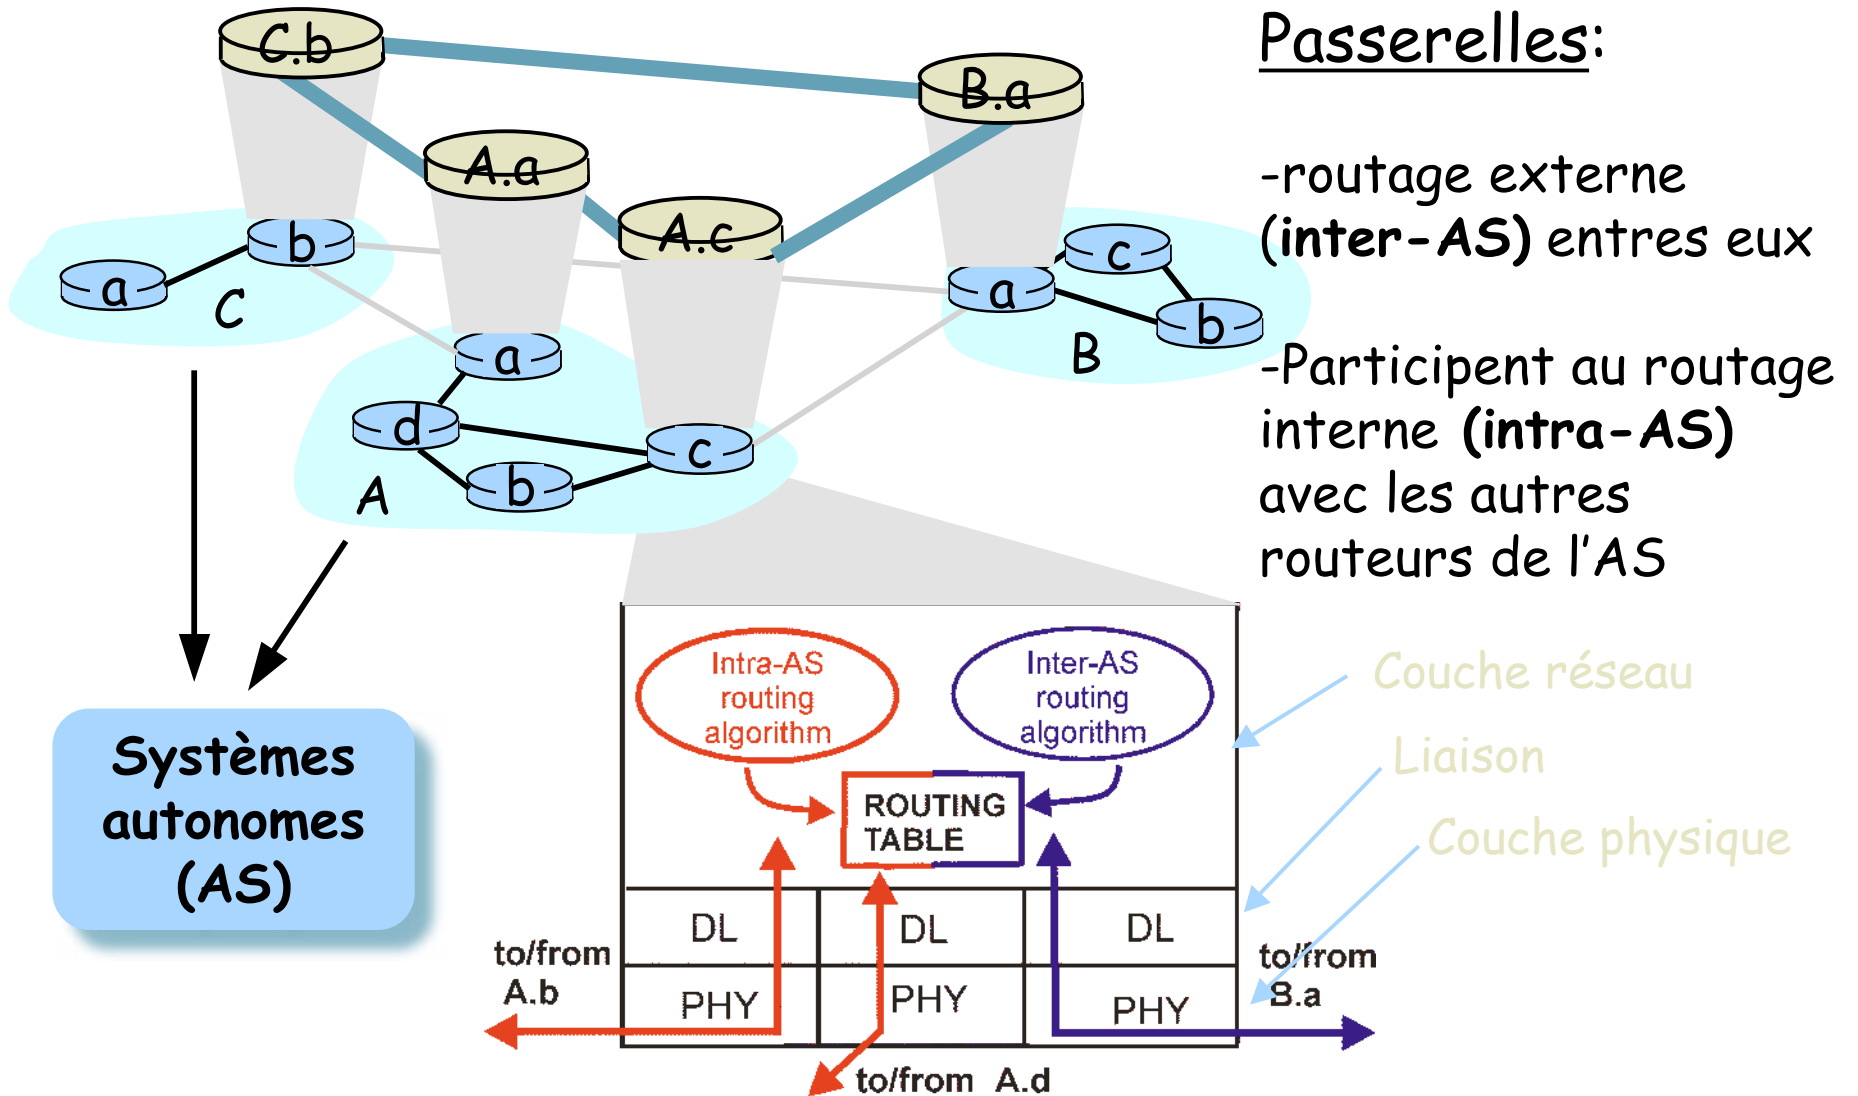 C.b
B.a
A.a
A.c
b
a
C
a
c
b
B
a
d
c
b
A
Passerelles:
-routage externe
(inter-AS) entres eux
-Participent au routage
interne (intra-AS)
avec les autres
routeurs de l'AS
Systèmes
autonomes
(AS)
Intra-AS
routing
algorithm
Inter-AS
routing
algorithm
ROUTING
TABLE
DL
DL
DL
PHY
PHY
PHY
to/from
A.b
to/from
B.a
to/from A.d
Couche réseau
Liaison
Couche physique